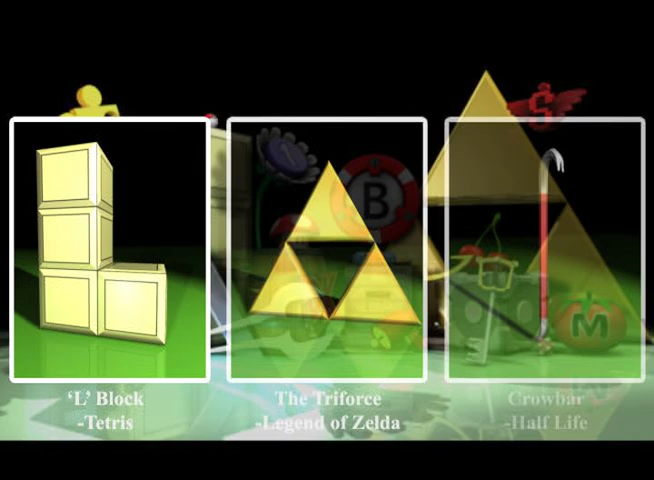 B
M
‘L’ Block
-Tetris
The Triforce
-Legend of Zelda
Crowbar
-Half Life